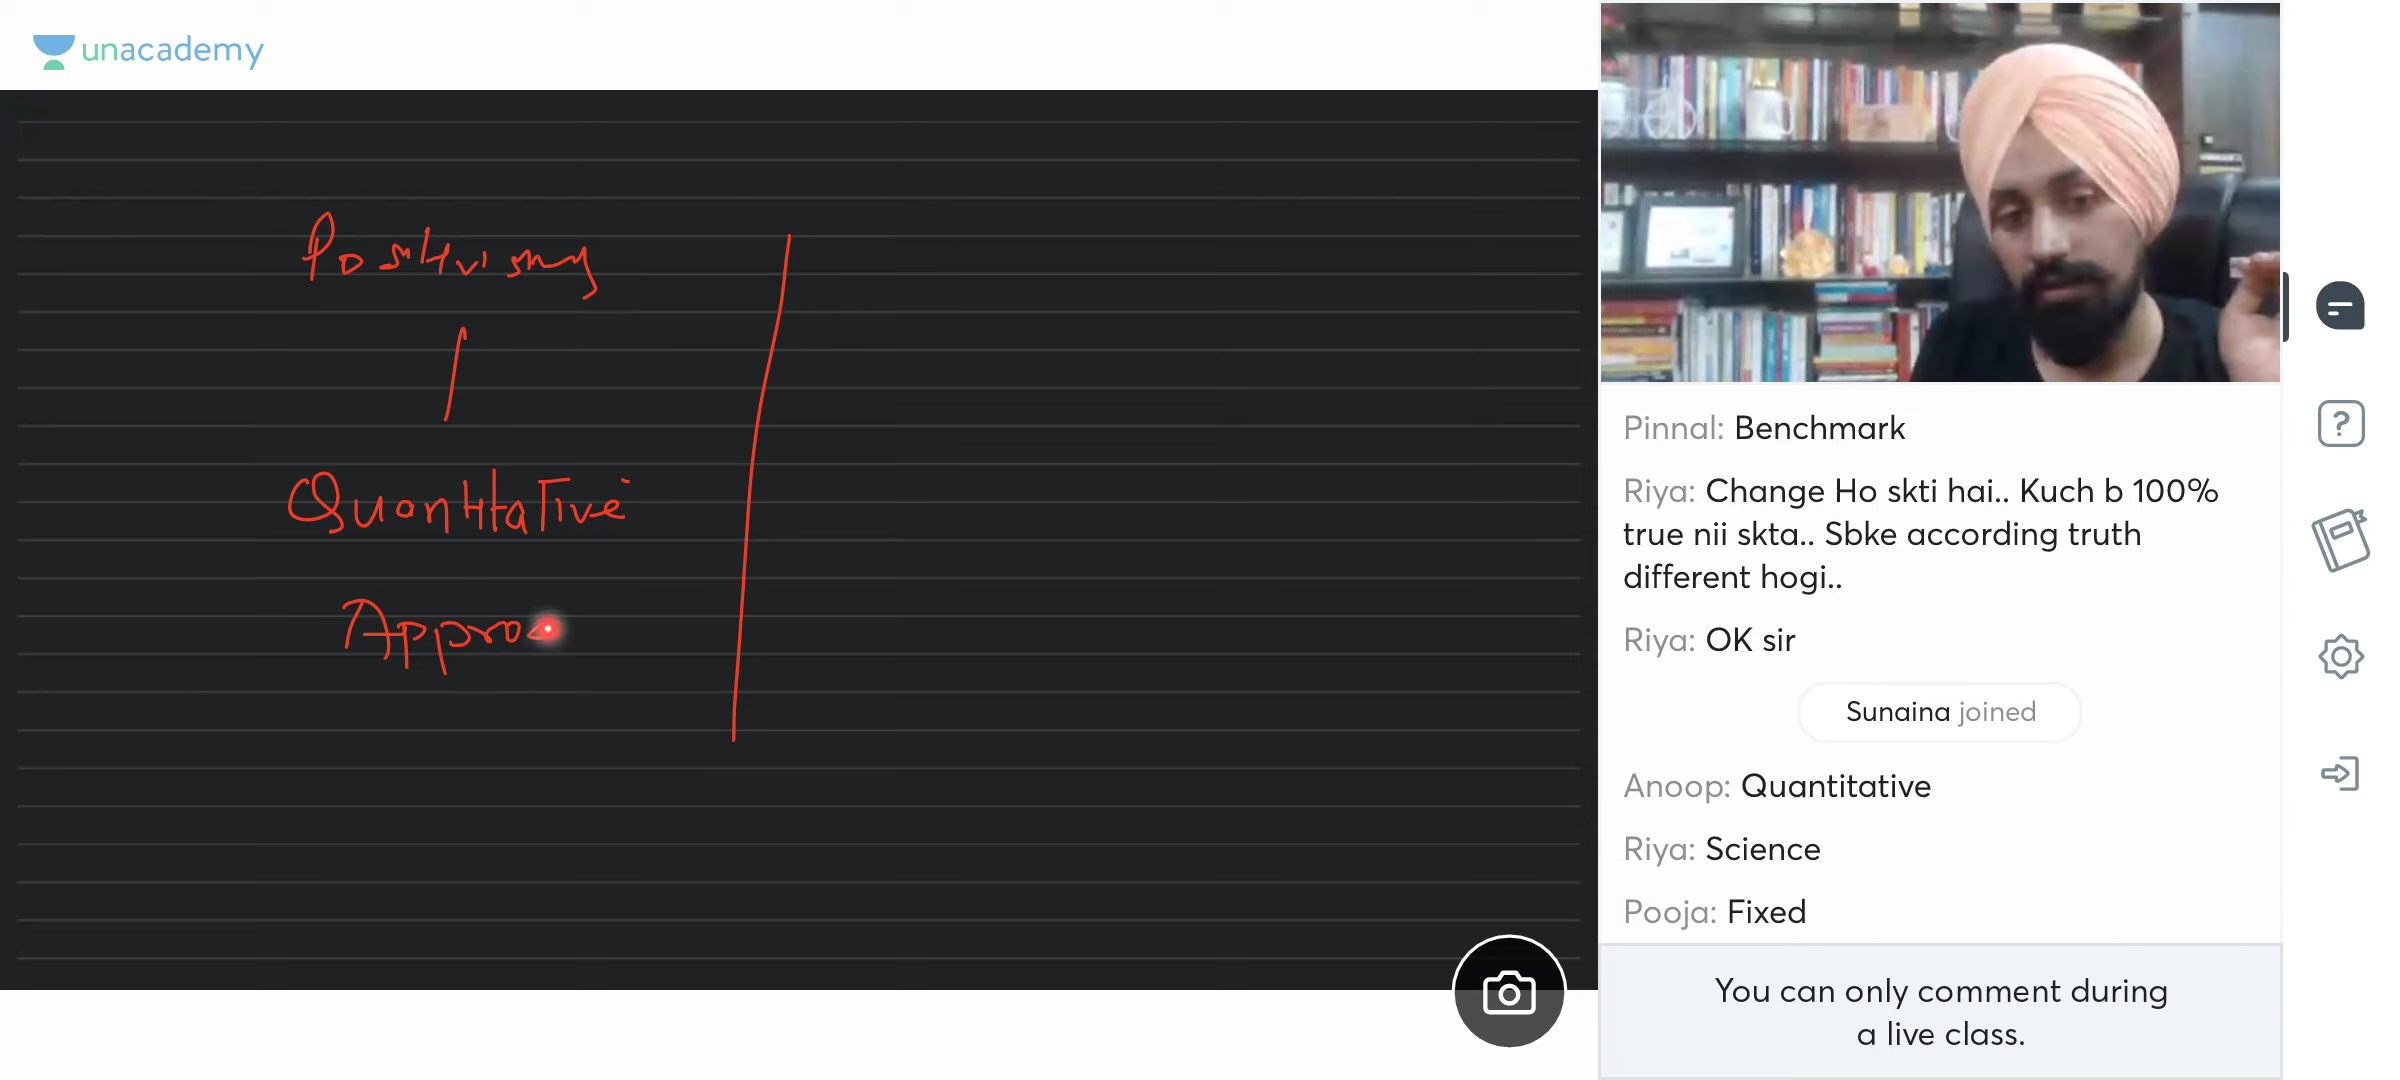 unacademy
Positivism
Quantitative
Approa
Pinnal: Benchmark
Riya: Change Ho skti hai.. Kuch b 100%
true nii skta.. Sbke according truth
different hogi..
Riya: OK sir
Sunaina joined
Anoop: Quantitative
Riya: Science
Pooja: Fixed
You can only comment during
a live class.
?